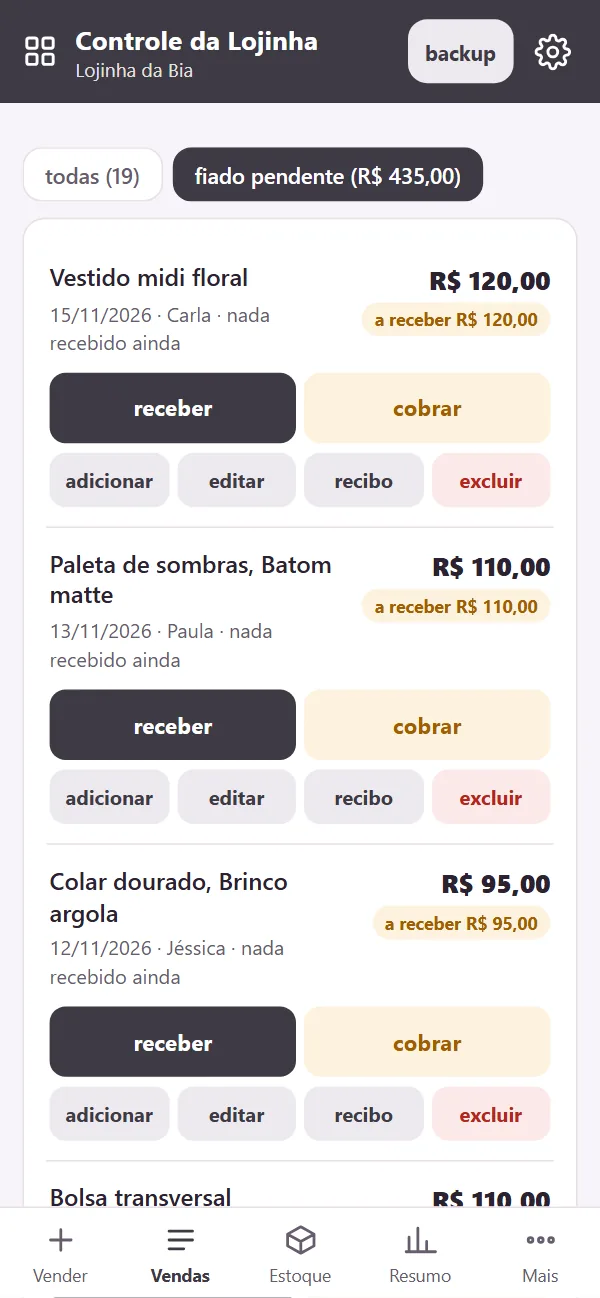 Controle da Lojinha
Lojinha da Bia
backup
todas (19)
fiado pendente (R$ 435,00)
Vestido midi floral
R$ 120,00
15/11/2026 · Carla · nada
recebido ainda
a receber R$ 120,00
receber
cobrar
adicionar
editar
recibo
excluir
Paleta de sombras, Batom
matte
R$ 110,00
a receber R$ 110,00
13/11/2026 · Paula · nada
recebido ainda
receber
cobrar
adicionar
editar
recibo
excluir
Colar dourado, Brinco
argola
R$ 95,00
a receber R$ 95,00
12/11/2026 · Jéssica · nada
recebido ainda
receber
cobrar
adicionar
editar
recibo
excluir
Bolsa transversal
R$ 110,00
Vender
Vendas
Estoque
Resumo
Mais